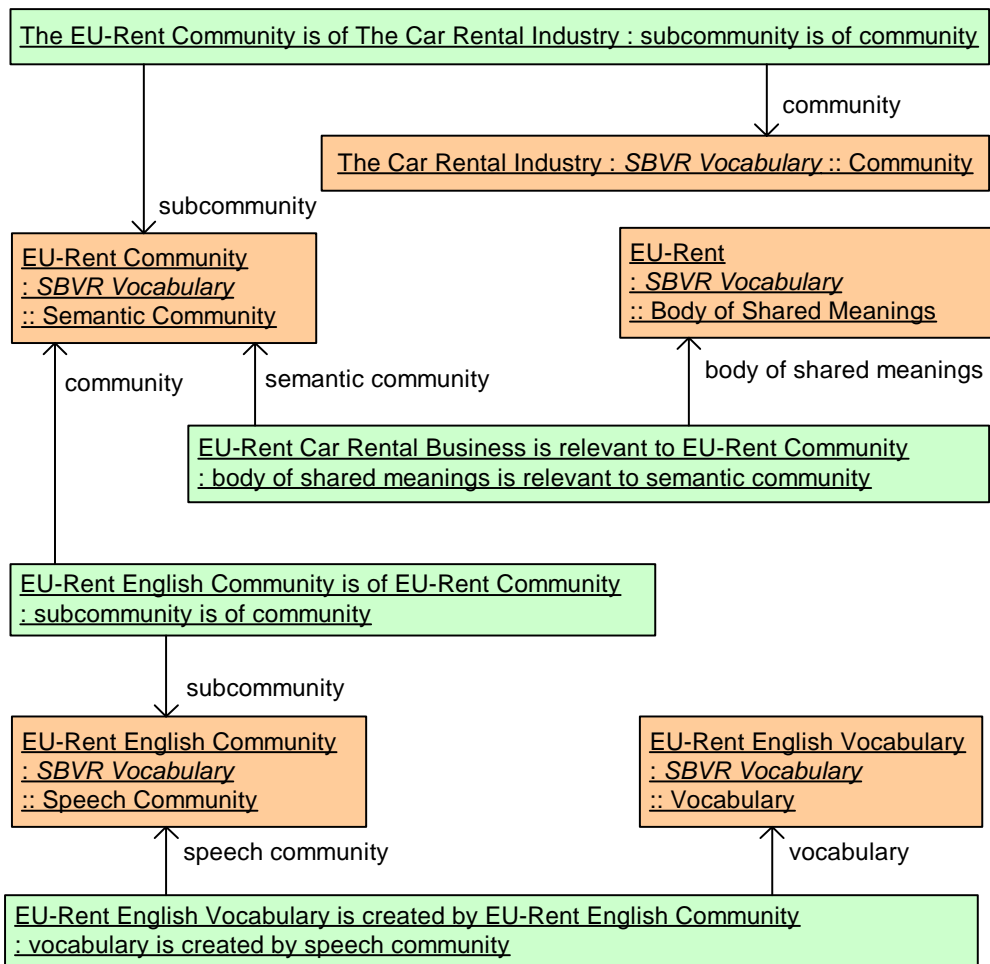 The EU-Rent Community is of The Car Rental Industry : subcommunity is of community
community
The Car Rental Industry : SBVR Vocabulary :: Community
subcommunity
EU-Rent Community
: SBVR Vocabulary
:: Semantic Community
EU-Rent
: SBVR Vocabulary
:: Body of Shared Meanings
community
semantic community
body of shared meanings
EU-Rent Car Rental Business is relevant to EU-Rent Community
: body of shared meanings is relevant to semantic community
EU-Rent English Community is of EU-Rent Community
: subcommunity is of community
subcommunity
EU-Rent English Community
: SBVR Vocabulary
:: Speech Community
EU-Rent English Vocabulary
: SBVR Vocabulary
:: Vocabulary
speech community
vocabulary
EU-Rent English Vocabulary is created by EU-Rent English Community
: vocabulary is created by speech community